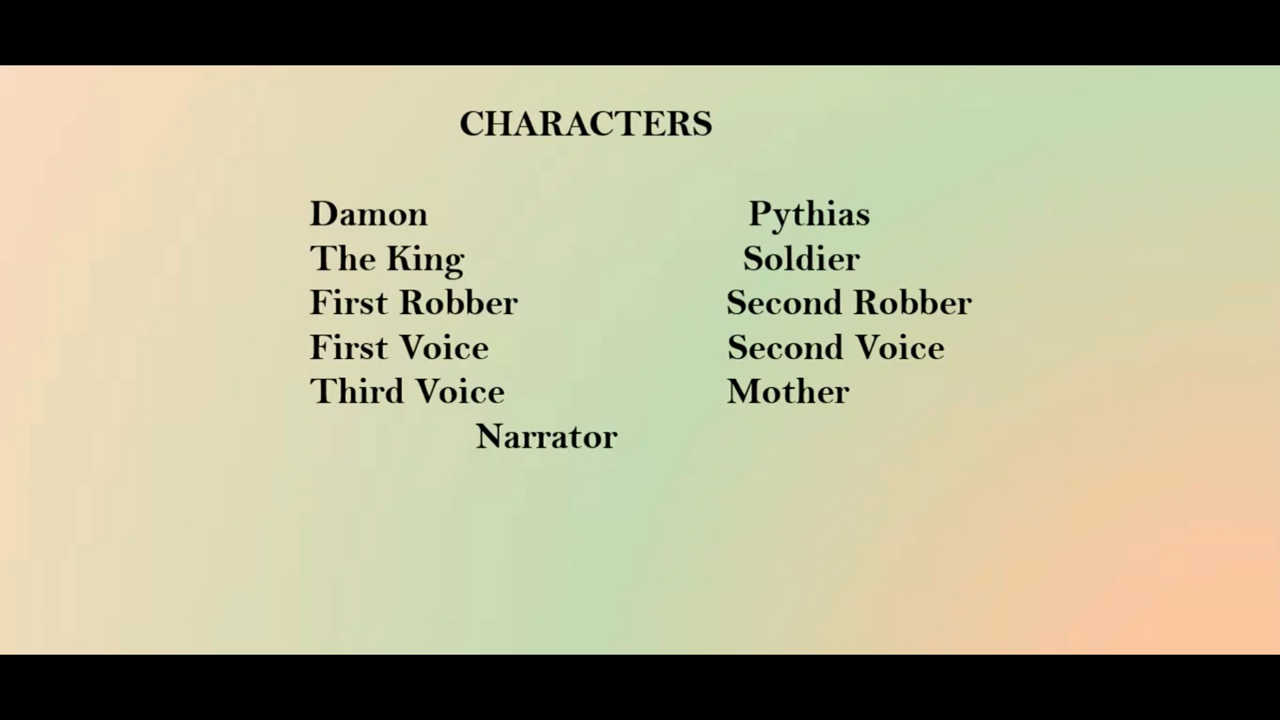 CHARACTERS
Damon Pythias
The King Soldier
First Robber Second Robber
First Voice Second Voice
Third Voice Mother
Narrator